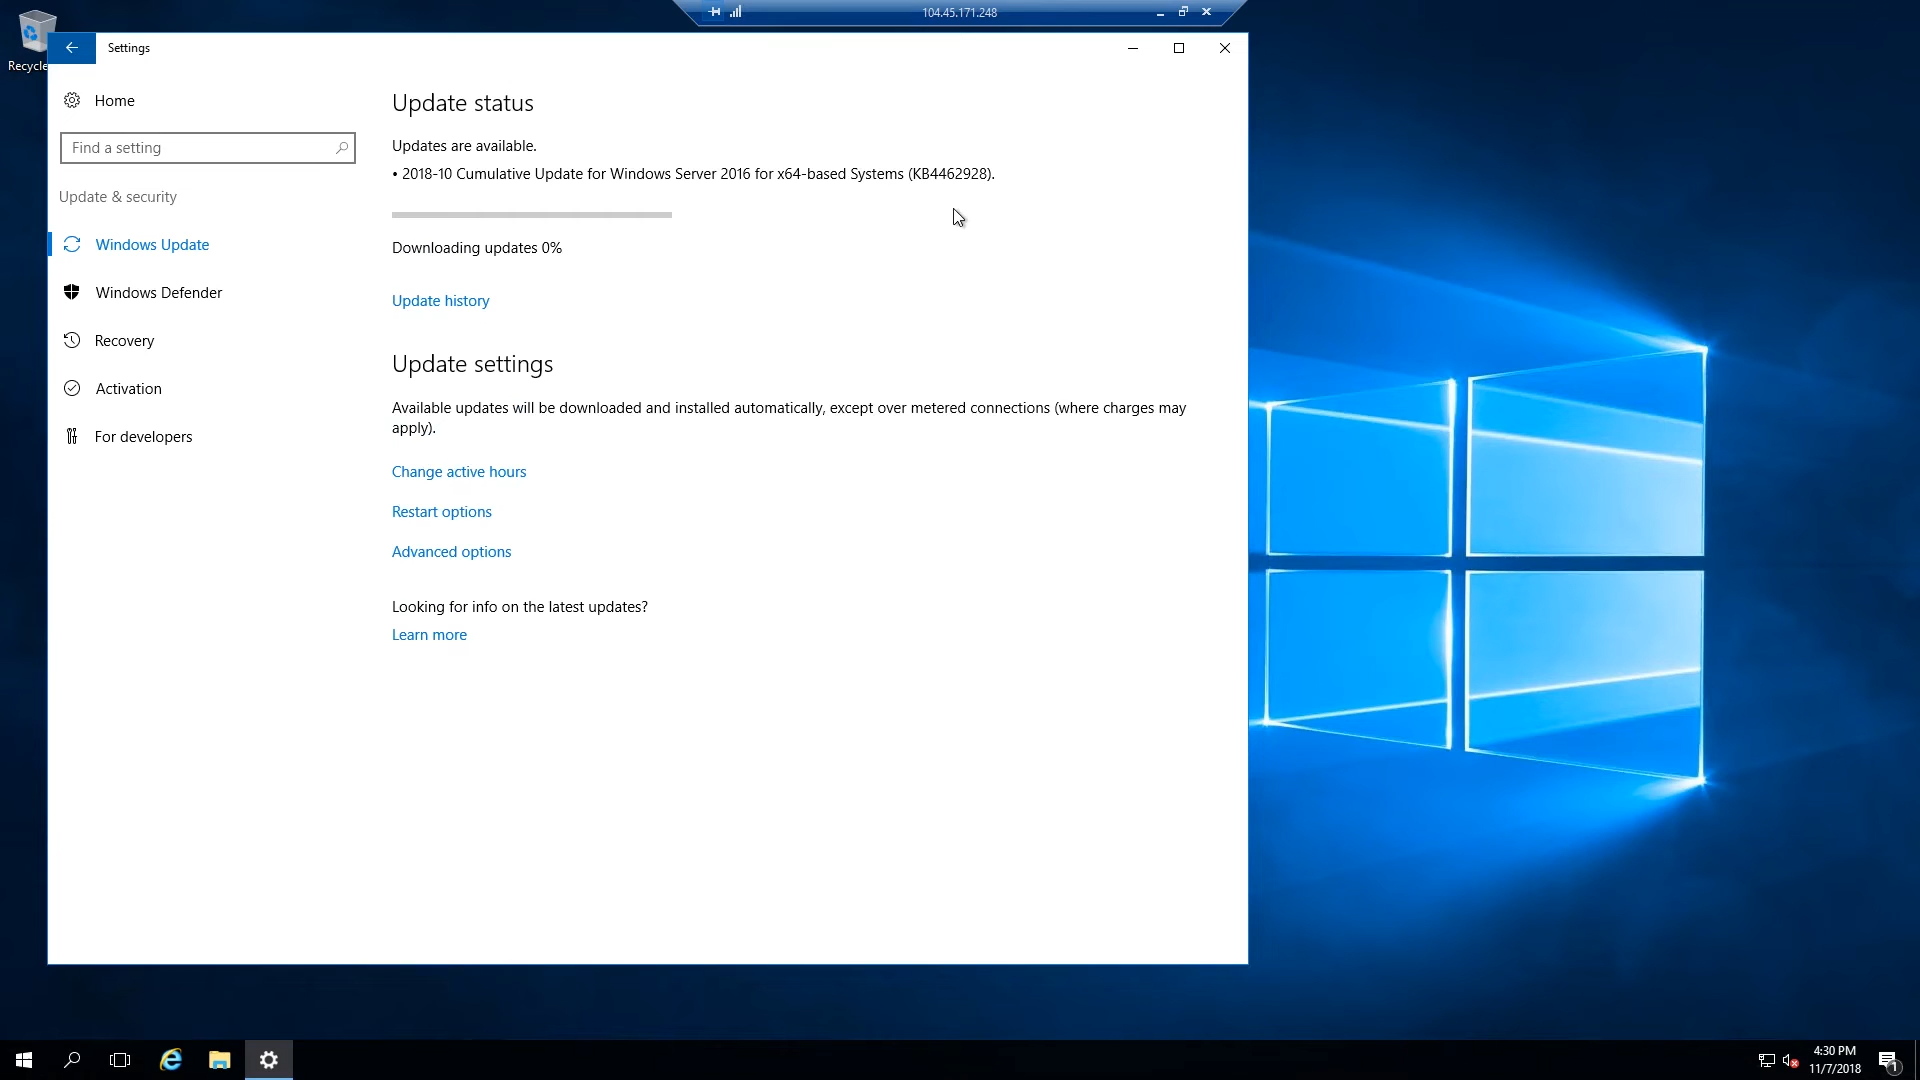 104.45.171.248
Recycle
Settings
Home
Find a setting
Update & security
Windows Update
Windows Defender
Recovery
Activation
For developers
Update status
Updates are available.
• 2018-10 Cumulative Update for Windows Server 2016 for x64-based Systems (KB4462928).
Downloading updates 0%
Update history
Update settings
Available updates will be downloaded and installed automatically, except over metered connections (where charges may
apply).
Change active hours
Restart options
Advanced options
Looking for info on the latest updates?
Learn more
4:30 PM
11/7/2018
1